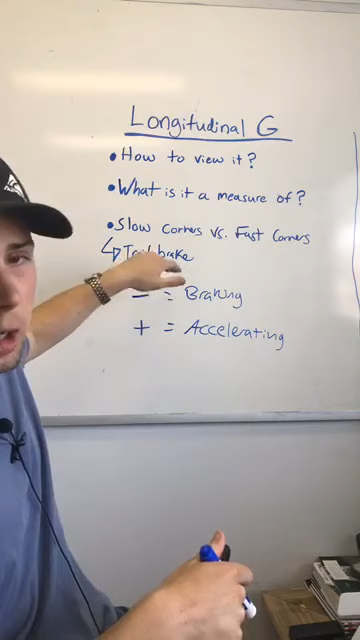 Longitudinal G
• How to view it?
• What is it a measure of?
• Slow Corners vs. Fast Corners
↳ Trail brake
- = Braking
+ = Accelerating